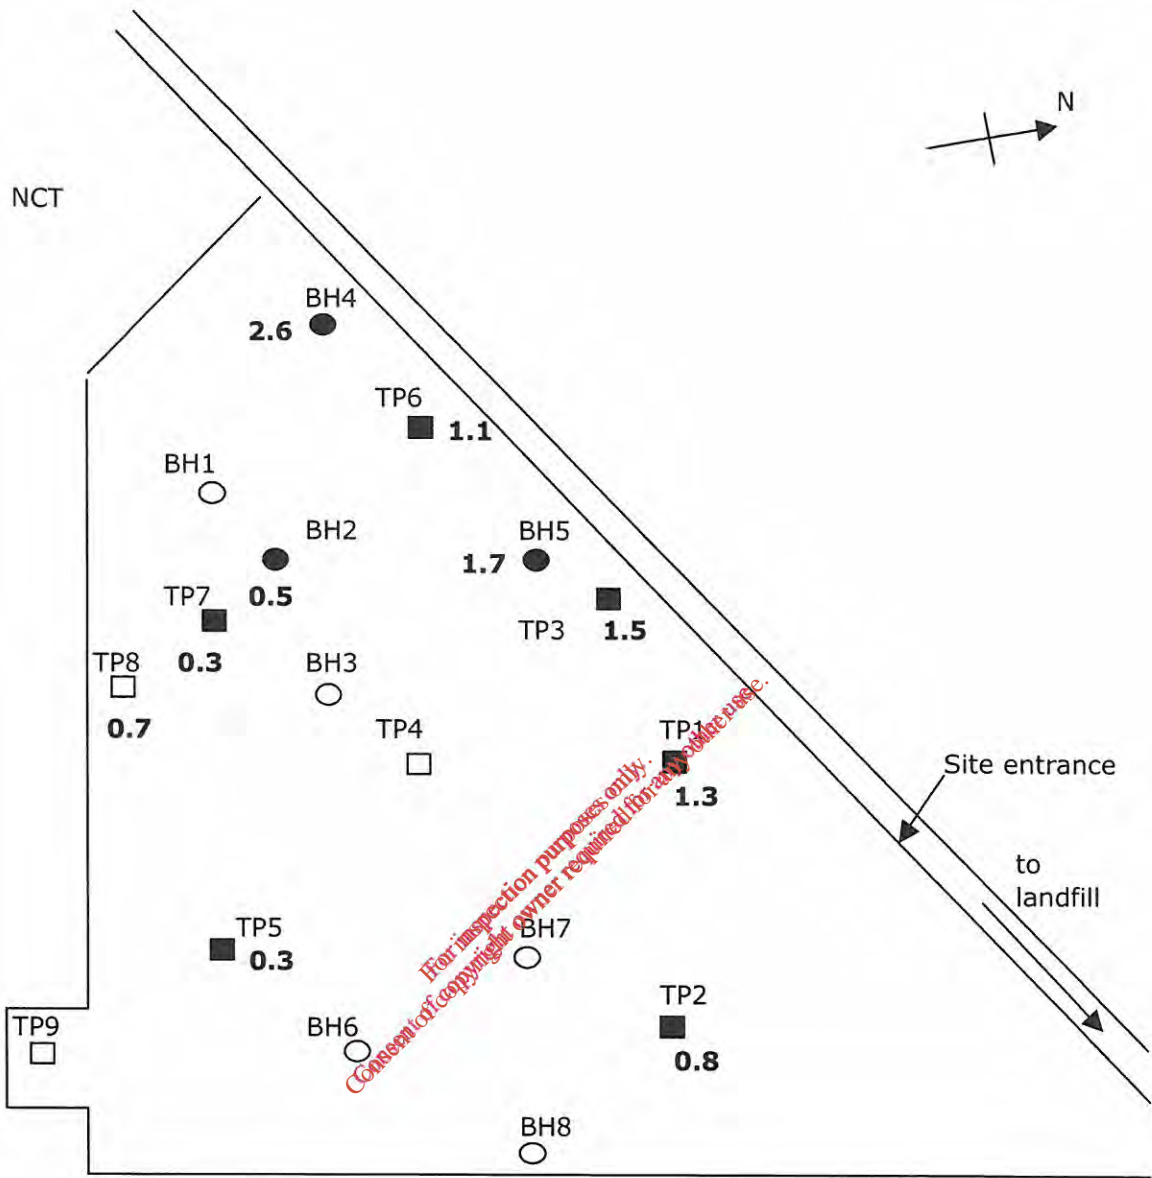 N
NCT
BH4
2.6
TP6
1.1
BH1
BH2
0.5
BH5
1.7
TP7
0.3
TP3
1.5
TP8
0.7
BH3
TP4
TP1
1.3
Site entrance
to
landfill
For inspection purposes only.
Consent of copyright owner required for any other use.
TP5
0.3
BH7
TP2
0.8
TP9
BH6
BH8